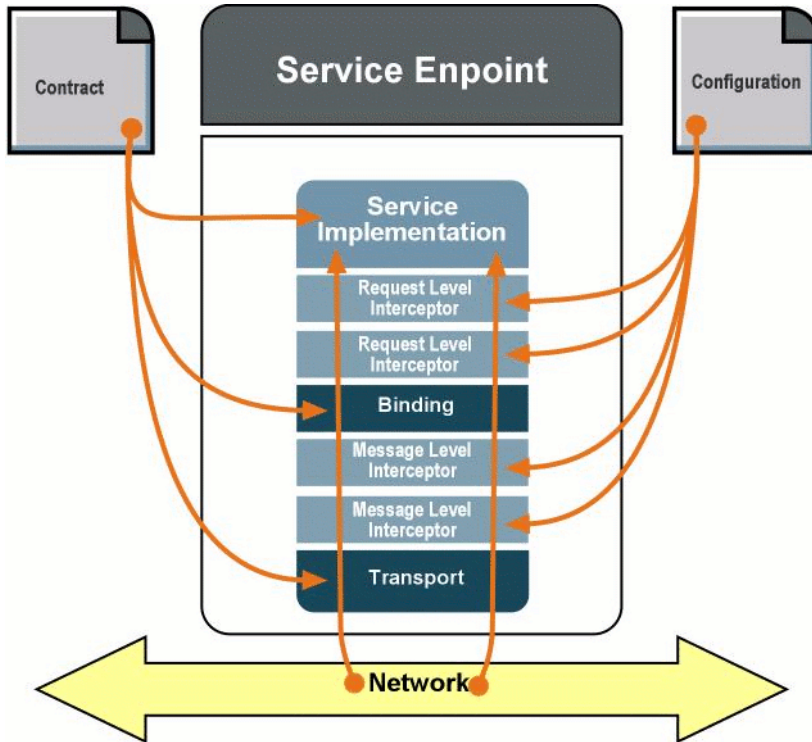 Contract
Service Enpoint
Configuration
Service
Implementation
Request Level
Interceptor
Request Level
Interceptor
Binding
Message Level
Interceptor
Message Level
Interceptor
Transport
Network